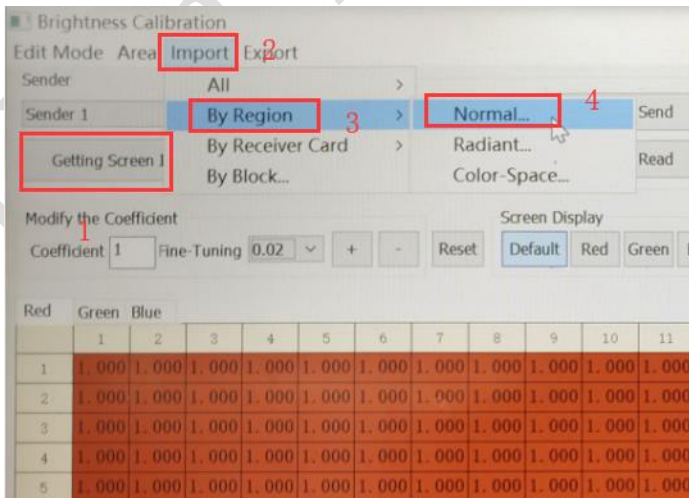 Brightness Calibration
Edit Mode Area Import Export
2
Sender
All
Sender 1
By Region
3
Normal...
4
Send
Getting Screen
By Receiver Card
Radiant...
Read
By Block...
Color-Space...
Modify the Coefficient
Screen Display
1
Coefficient 1 Fine-Tuning 0.02 + - Reset Default Red Green
Red Green Blue
1 2 3 4 5 6 7 8 9 10 11
1 1.000 1.000 1.000 1.000 1.000 1.000 1.000 1.000 1.000 1.000 1.000
2 1.000 1.000 1.000 1.000 1.000 1.000 1.000 1.000 1.000 1.000 1.000
3 1.000 1.000 1.000 1.000 1.000 1.000 1.000 1.000 1.000 1.000 1.000
4 1.000 1.000 1.000 1.000 1.000 1.000 1.000 1.000 1.000 1.000 1.000
5 1.000 1.000 1.000 1.000 1.000 1.000 1.000 1.000 1.000 1.000 1.000